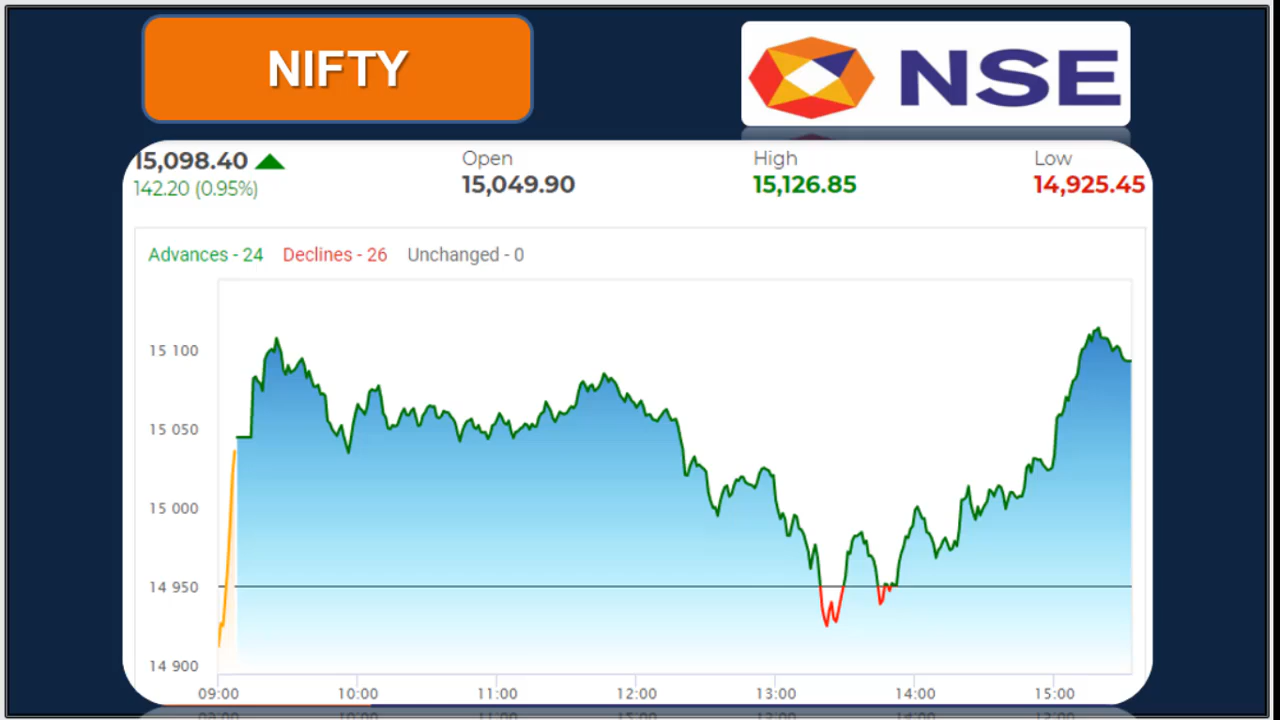 NIFTY
NSE
15,098.40
142.20 (0.95%)
Open
15,049.90
High
15,126.85
Low
14,925.45
Advances - 24 Declines - 26 Unchanged - 0
15 100
15 050
15 000
14 950
14 900
09:00 10:00 11:00 12:00 13:00 14:00 15:00